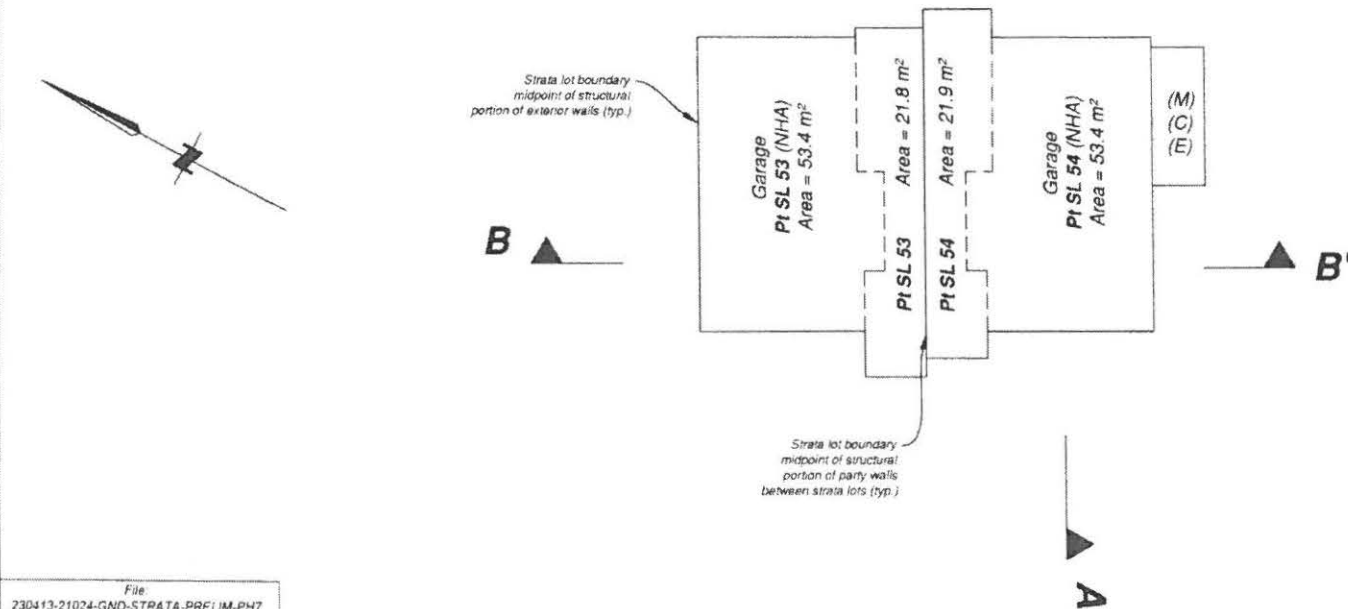 Strata lot boundary
midpoint of structural
portion of exterior walls (typ.)
Garage
Pt SL 53 (NHA)
Area = 53.4 m²
Pt SL 53 Area = 21.8 m²
Pt SL 54 Area = 21.9 m²
Garage
Pt SL 54 (NHA)
Area = 53.4 m²
(M)
(C)
(E)
N
B
B'
Strata lot boundary
midpoint of structural
portion of party walls
between strata lots (typ.)
A
File:
230413-21024-GND-STRATA-PRELIM-PH7